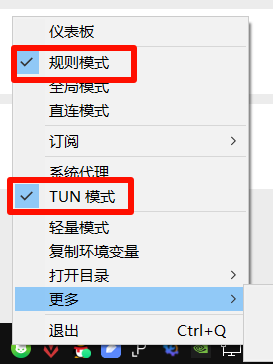 仪表板
规则模式
全局模式
直连模式
订阅
系统代理
TUN 模式
轻量模式
复制环境变量
打开目录
更多
退出 Ctrl+Q